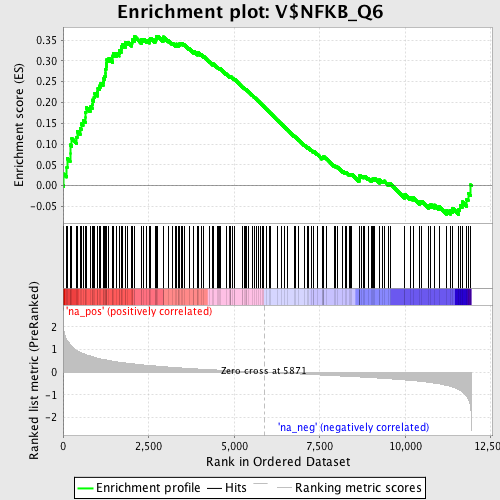 Enrichment plot: V$NFKB_Q6
Enrichment score (ES)
0.35
0.30
0.25
0.20
0.15
0.10
0.05
0.00
-0.05
'na_pos' (positively correlated)
Ranked list metric (PreRanked)
2
1
0
-1
-2
Zero cross at 5871
'na_neg' (negatively correlated)
0
2,500
5,000
7,500
10,000
12,500
Rank in Ordered Dataset
Enrichment profile
Hits
Ranking metric scores